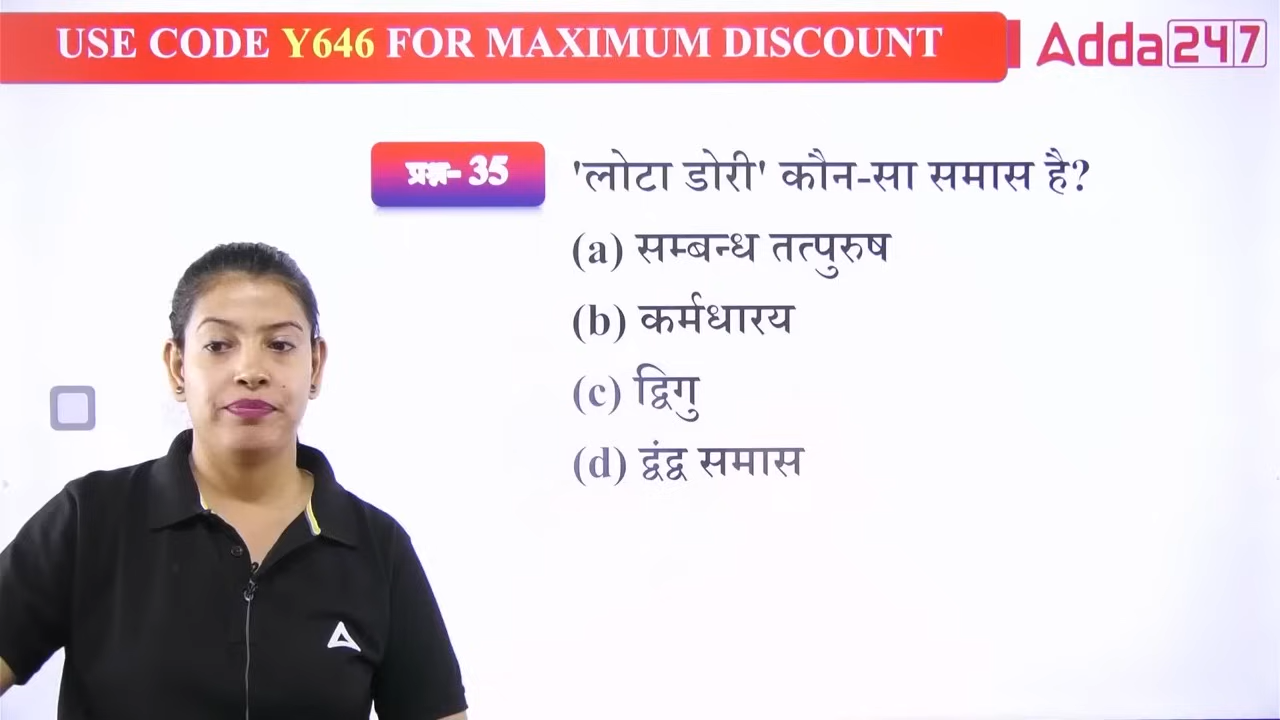 USE CODE Y646 FOR MAXIMUM DISCOUNT
Adda247
प्रश्न- 35
'लोटा डोरी' कौन-सा समास है?
(a) सम्बन्ध तत्पुरुष
(b) कर्मधारय
(c) द्विगु
(d) द्वंद्व समास